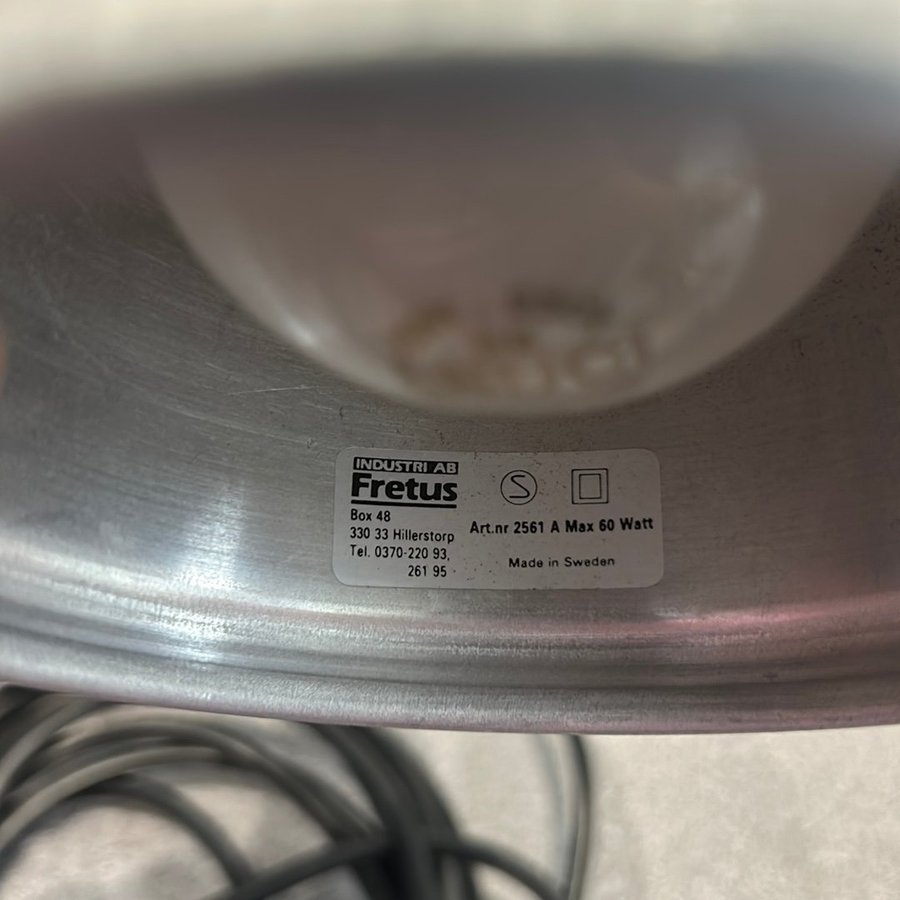 INDUSTRI AB
Fretus
Box 48
330 33 Hillerstorp
Tel. 0370-220 93,
261 95
S
Art.nr 2561 A Max 60 Watt
Made in Sweden